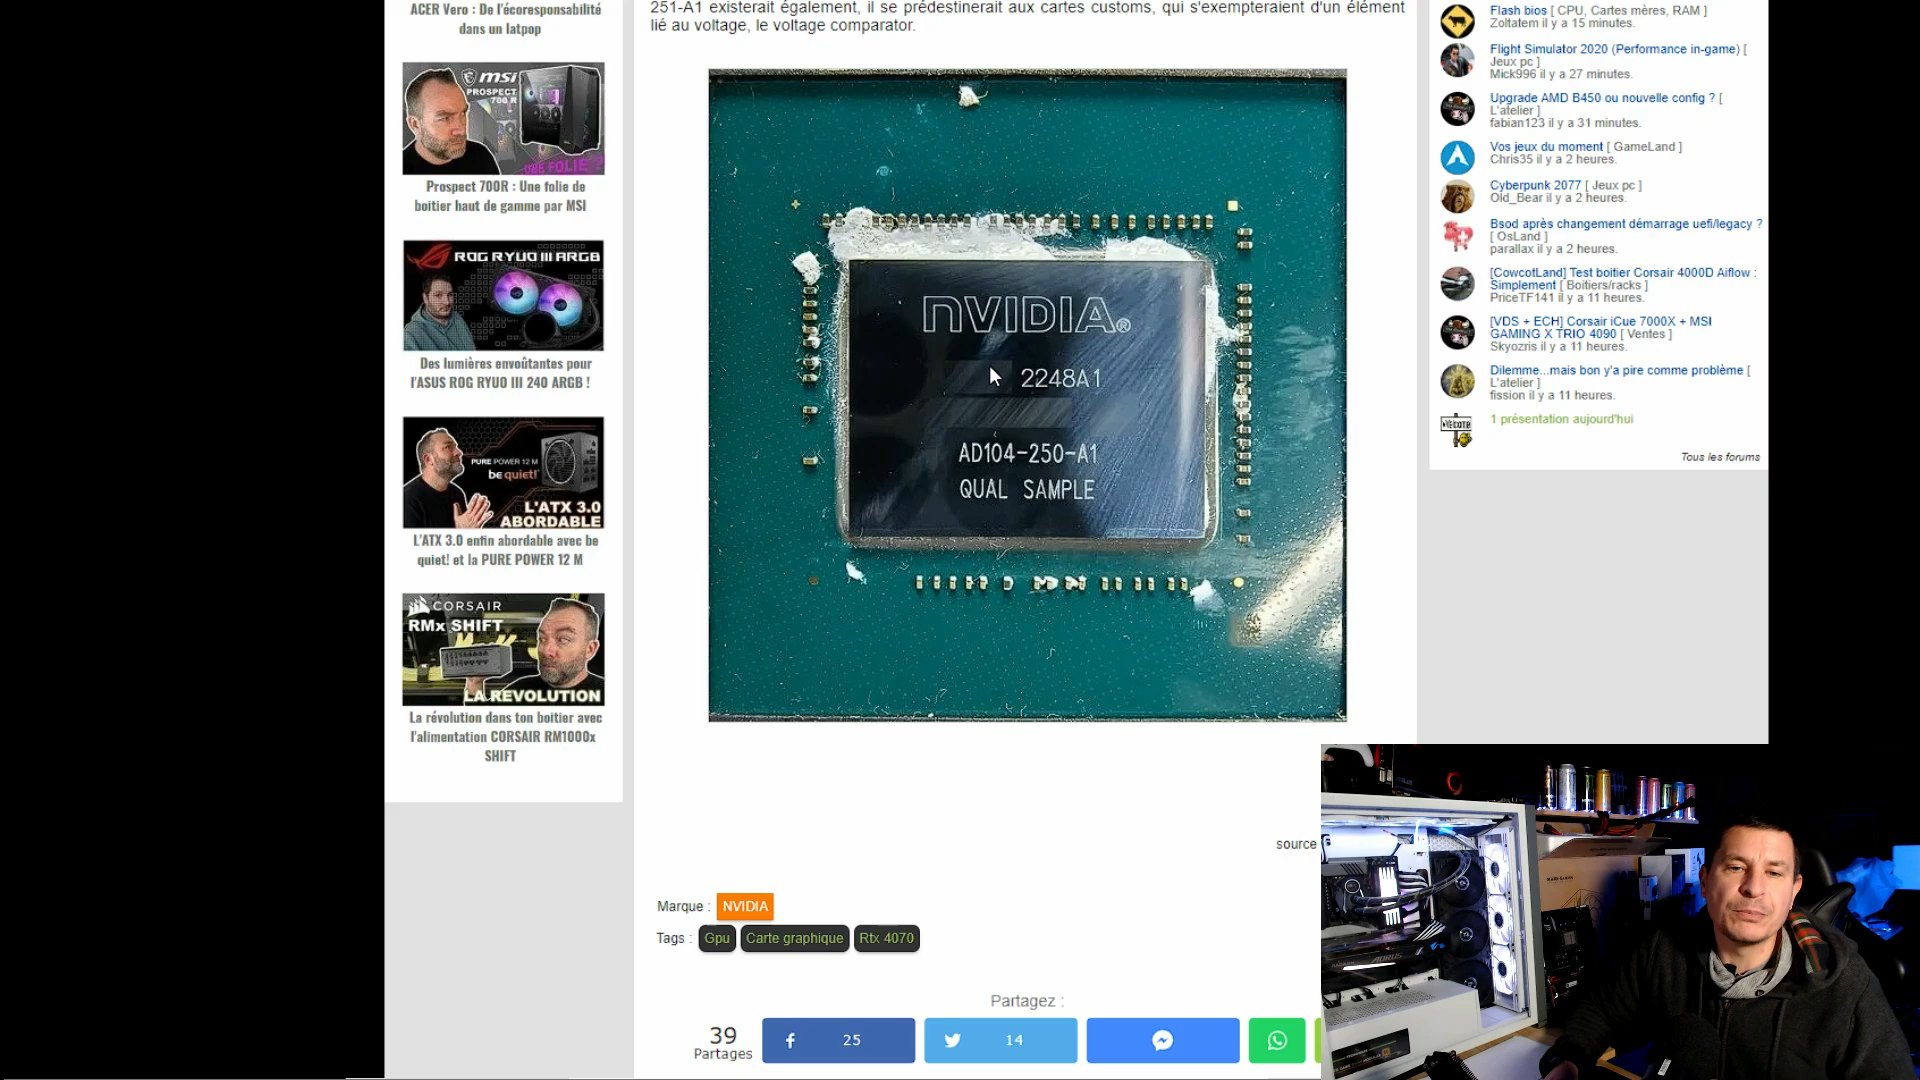 ACER Vero : De l'écoresponsabilité
dans un latpop
msi
PROSPECT
700 R
UNE FOLIE ?
Prospect 700R : Une folie de
boitier haut de gamme par MSI
ROG RYUO III ARGB
Des lumières envoûtantes pour
l'ASUS ROG RYUO III 240 ARGB !
PURE POWER 12 M
be quiet!
L'ATX 3.0
ABORDABLE
L'ATX 3.0 enfin abordable avec be
quiet! et la PURE POWER 12 M
CORSAIR
RMx SHIFT
LA REVOLUTION
La révolution dans ton boitier avec
l'alimentation CORSAIR RM1000x
SHIFT
251-A1 existerait également, il se prédestinerait aux cartes customs, qui s'exempteraient d'un élément
lié au voltage, le voltage comparator.
NVIDIA®
2248A1
AD104-250-A1
QUAL SAMPLE
source
Marque : NVIDIA
Tags : Gpu Carte graphique Rtx 4070
Partagez :
39
Partages
25
14
Flash bios [ CPU, Cartes mères, RAM ]
Zoltatem il y a 15 minutes.
Flight Simulator 2020 (Performance in-game) [
Jeux pc ]
Mick996 il y a 27 minutes.
Upgrade AMD B450 ou nouvelle config ? [
L'atelier ]
fabian123 il y a 31 minutes.
Vos jeux du moment [ GameLand ]
Chris35 il y a 2 heures.
Cyberpunk 2077 [ Jeux pc ]
Old_Bear il y a 2 heures.
Bsod après changement démarrage uefi/legacy ?
[ OsLand ]
parallax il y a 2 heures.
[CowcotLand] Test boitier Corsair 4000D Aiflow :
Simplement [ Boitiers/racks ]
PriceTF141 il y a 11 heures.
[VDS + ECH] Corsair iCue 7000X + MSI
GAMING X TRIO 4090 [ Ventes ]
Skyozris il y a 11 heures.
Dilemme...mais bon y'a pire comme problème [
L'atelier ]
fission il y a 11 heures.
1 présentation aujourd'hui
Tous les forums
AORUS